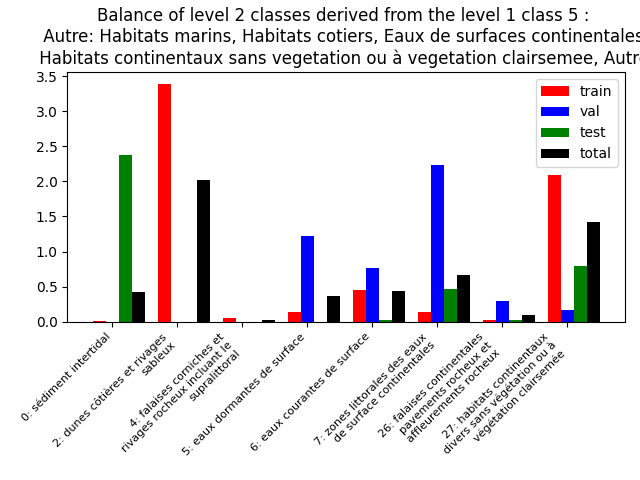 Balance of level 2 classes derived from the level 1 class 5 :
Autre: Habitats marins, Habitats cotiers, Eaux de surfaces continentales
Habitats continentaux sans vegetation ou à vegetation clairsemee, Autre
3.5
3.0
2.5
2.0
1.5
1.0
0.5
0.0
train
val
test
total
0: sédiment intertidal
2: dunes côtières et rivages
sableux
4: falaises corniches et
rivages rocheux incluant le
supralittoral
5: eaux dormantes de surface
6: eaux courantes de surface
7: zones littorales des eaux
de surface continentales
26: falaises continentales
pavements rocheux et
affleurements rocheux
27: habitats continentaux
divers sans végétation ou à
végétation clairsemée